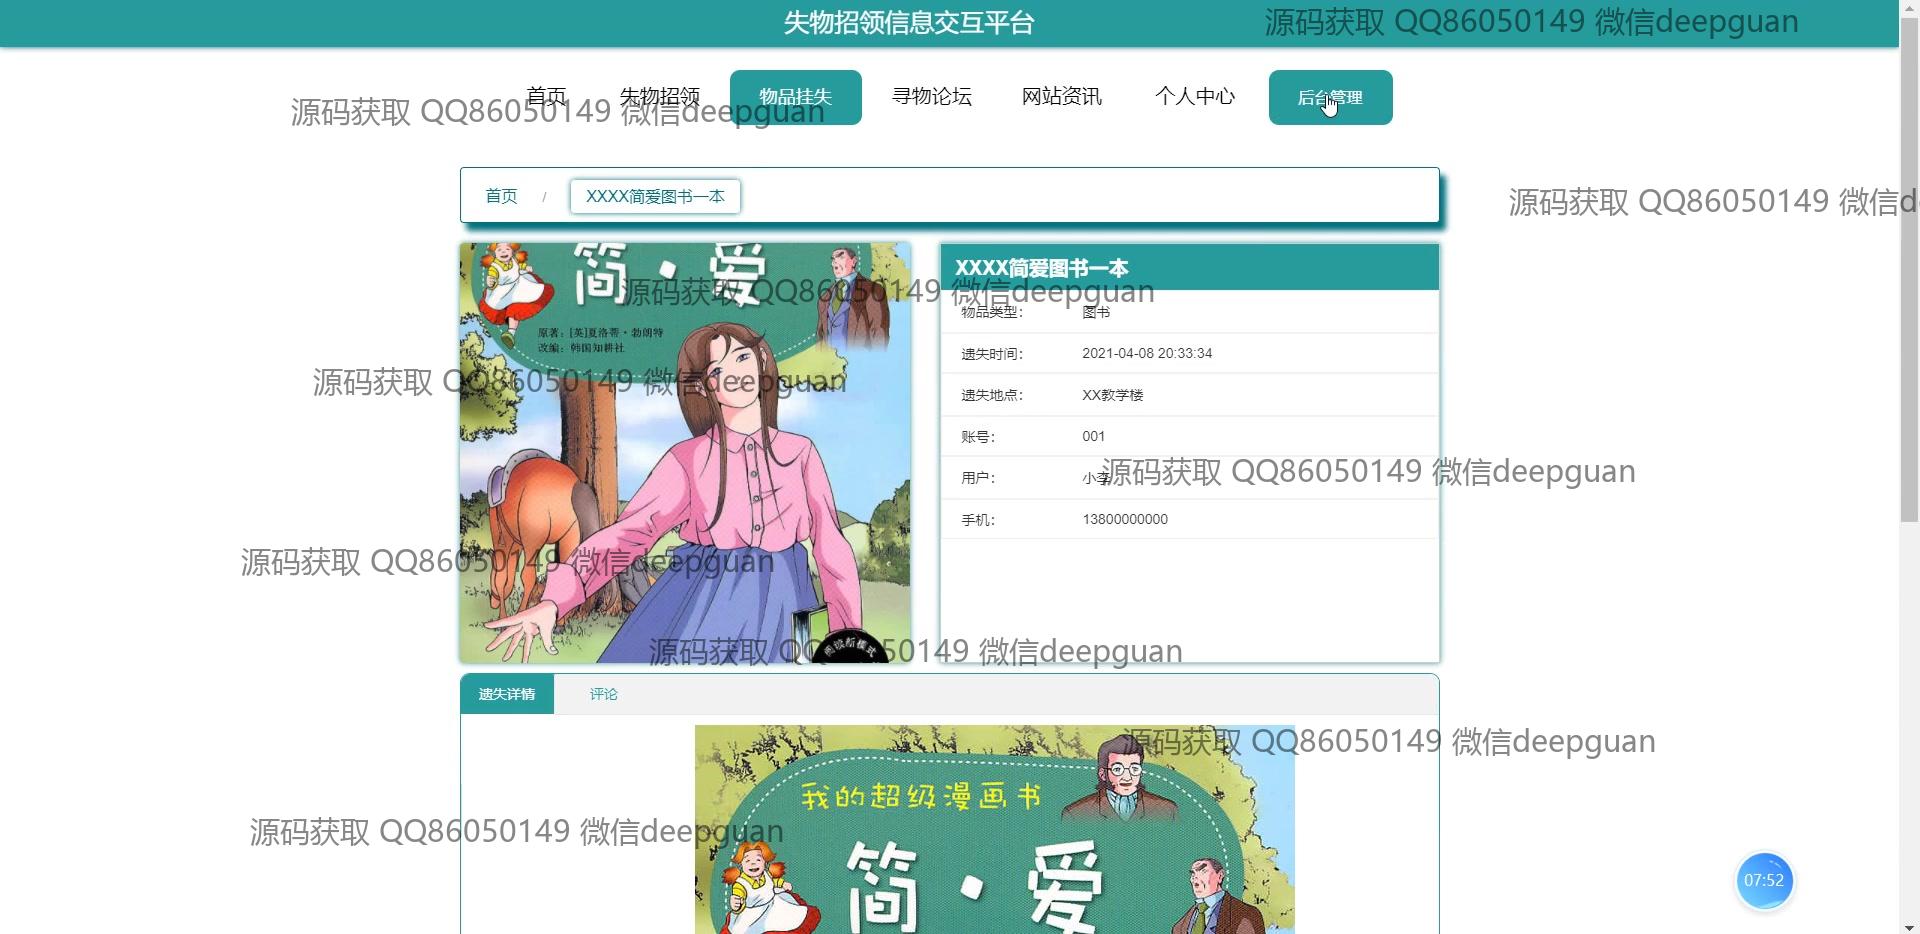 失物招领信息交互平台
源码获取 QQ86050149 微信deepguan
首页
失物招领
物品挂失
寻物论坛
网站资讯
个人中心
后台管理
源码获取 QQ86050149 微信deepguan
首页 / XXXX简爱图书一本
源码获取 QQ86050149 微信d
简·爱
原著：[英]夏洛蒂·勃朗特
改编：韩国知耕社
XXXX简爱图书一本
源码获取 QQ86050149 微信deepguan
物品类型： 图书
遗失时间： 2021-04-08 20:33:34
源码获取 QQ86050149 微信deepguan
遗失地点： XX教学楼
账号： 001
用户： 小李
源码获取 QQ86050149 微信deepguan
手机： 13800000000
源码获取 QQ86050149 微信deepguan
源码获取 QQ86050149 微信deepguan
遗失详情
评论
源码获取 QQ86050149 微信deepguan
我的超级漫画书
源码获取 QQ86050149 微信deepguan
简·爱
07:52